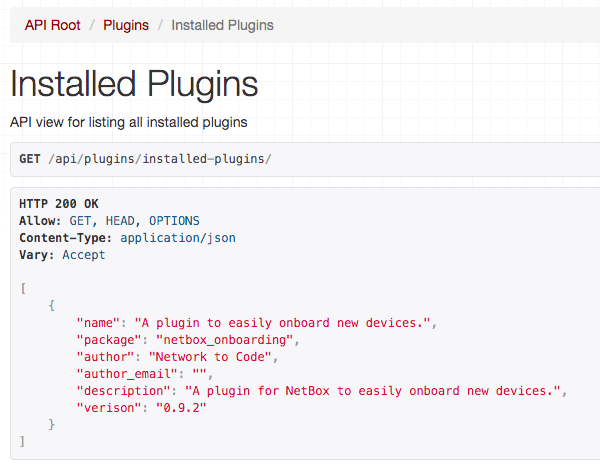 API Root / Plugins / Installed Plugins
Installed Plugins
API view for listing all installed plugins
GET /api/plugins/installed-plugins/
HTTP 200 OK
Allow: GET, HEAD, OPTIONS
Content-Type: application/json
Vary: Accept
[
    {
        "name": "A plugin to easily onboard new devices.",
        "package": "netbox_onboarding",
        "author": "Network to Code",
        "author_email": "",
        "description": "A plugin for NetBox to easily onboard new devices.",
        "verison": "0.9.2"
    }
]